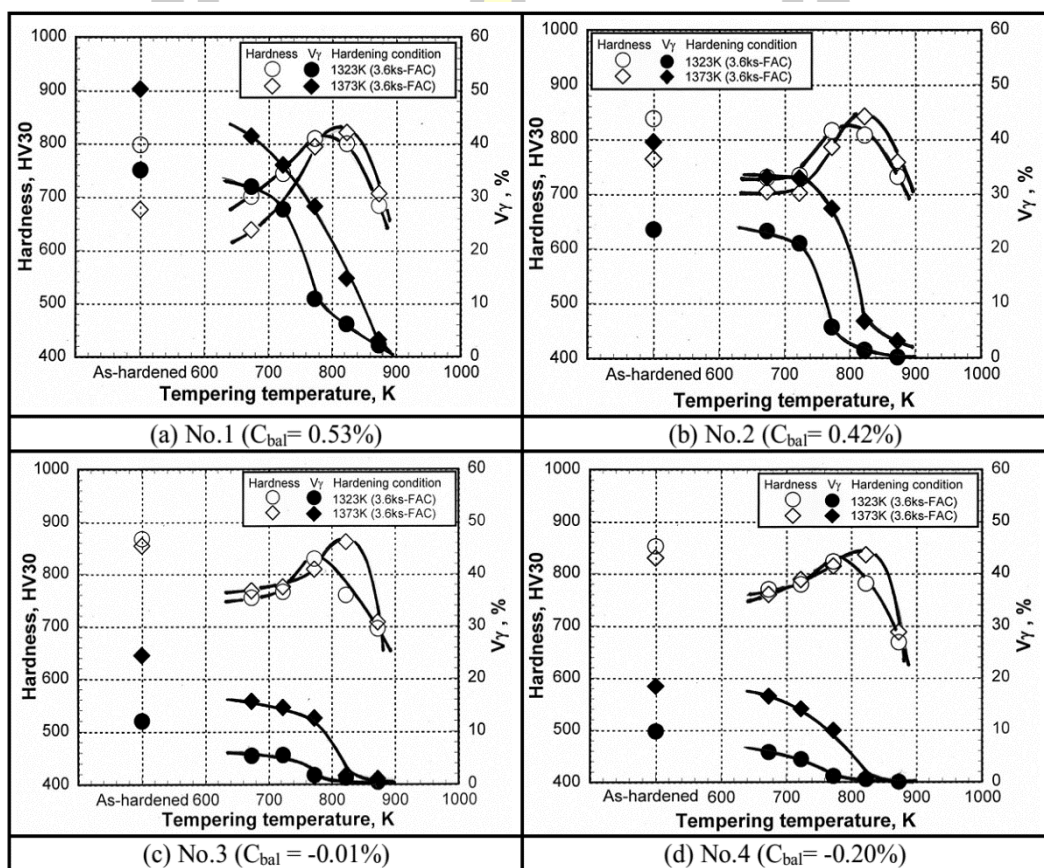 1000
900
800
700
600
500
400
Hardness, HV30
60
50
40
30
20
10
0
Vγ , %
Hardness Vγ Hardening condition
1323K (3.6ks-FAC)
1373K (3.6ks-FAC)
As-hardened 600 700 800 900 1000
Tempering temperature, K
(a) No.1 (Cbal= 0.53%)
1000
900
800
700
600
500
400
Hardness, HV30
60
50
40
30
20
10
0
Vγ , %
Hardness Vγ Hardening condition
1323K (3.6ks-FAC)
1373K (3.6ks-FAC)
As-hardened 600 700 800 900 1000
Tempering temperature, K
(b) No.2 (Cbal= 0.42%)
1000
900
800
700
600
500
400
Hardness, HV30
60
50
40
30
20
10
0
Vγ , %
Hardness Vγ Hardening condition
1323K (3.6ks-FAC)
1373K (3.6ks-FAC)
As-hardened 600 700 800 900 1000
Tempering temperature, K
(c) No.3 (Cbal = -0.01%)
1000
900
800
700
600
500
400
Hardness, HV30
60
50
40
30
20
10
0
Vγ , %
Hardness Vγ Hardening condition
1323K (3.6ks-FAC)
1373K (3.6ks-FAC)
As-hardened 600 700 800 900 1000
Tempering temperature, K
(d) No.4 (Cbal= -0.20%)